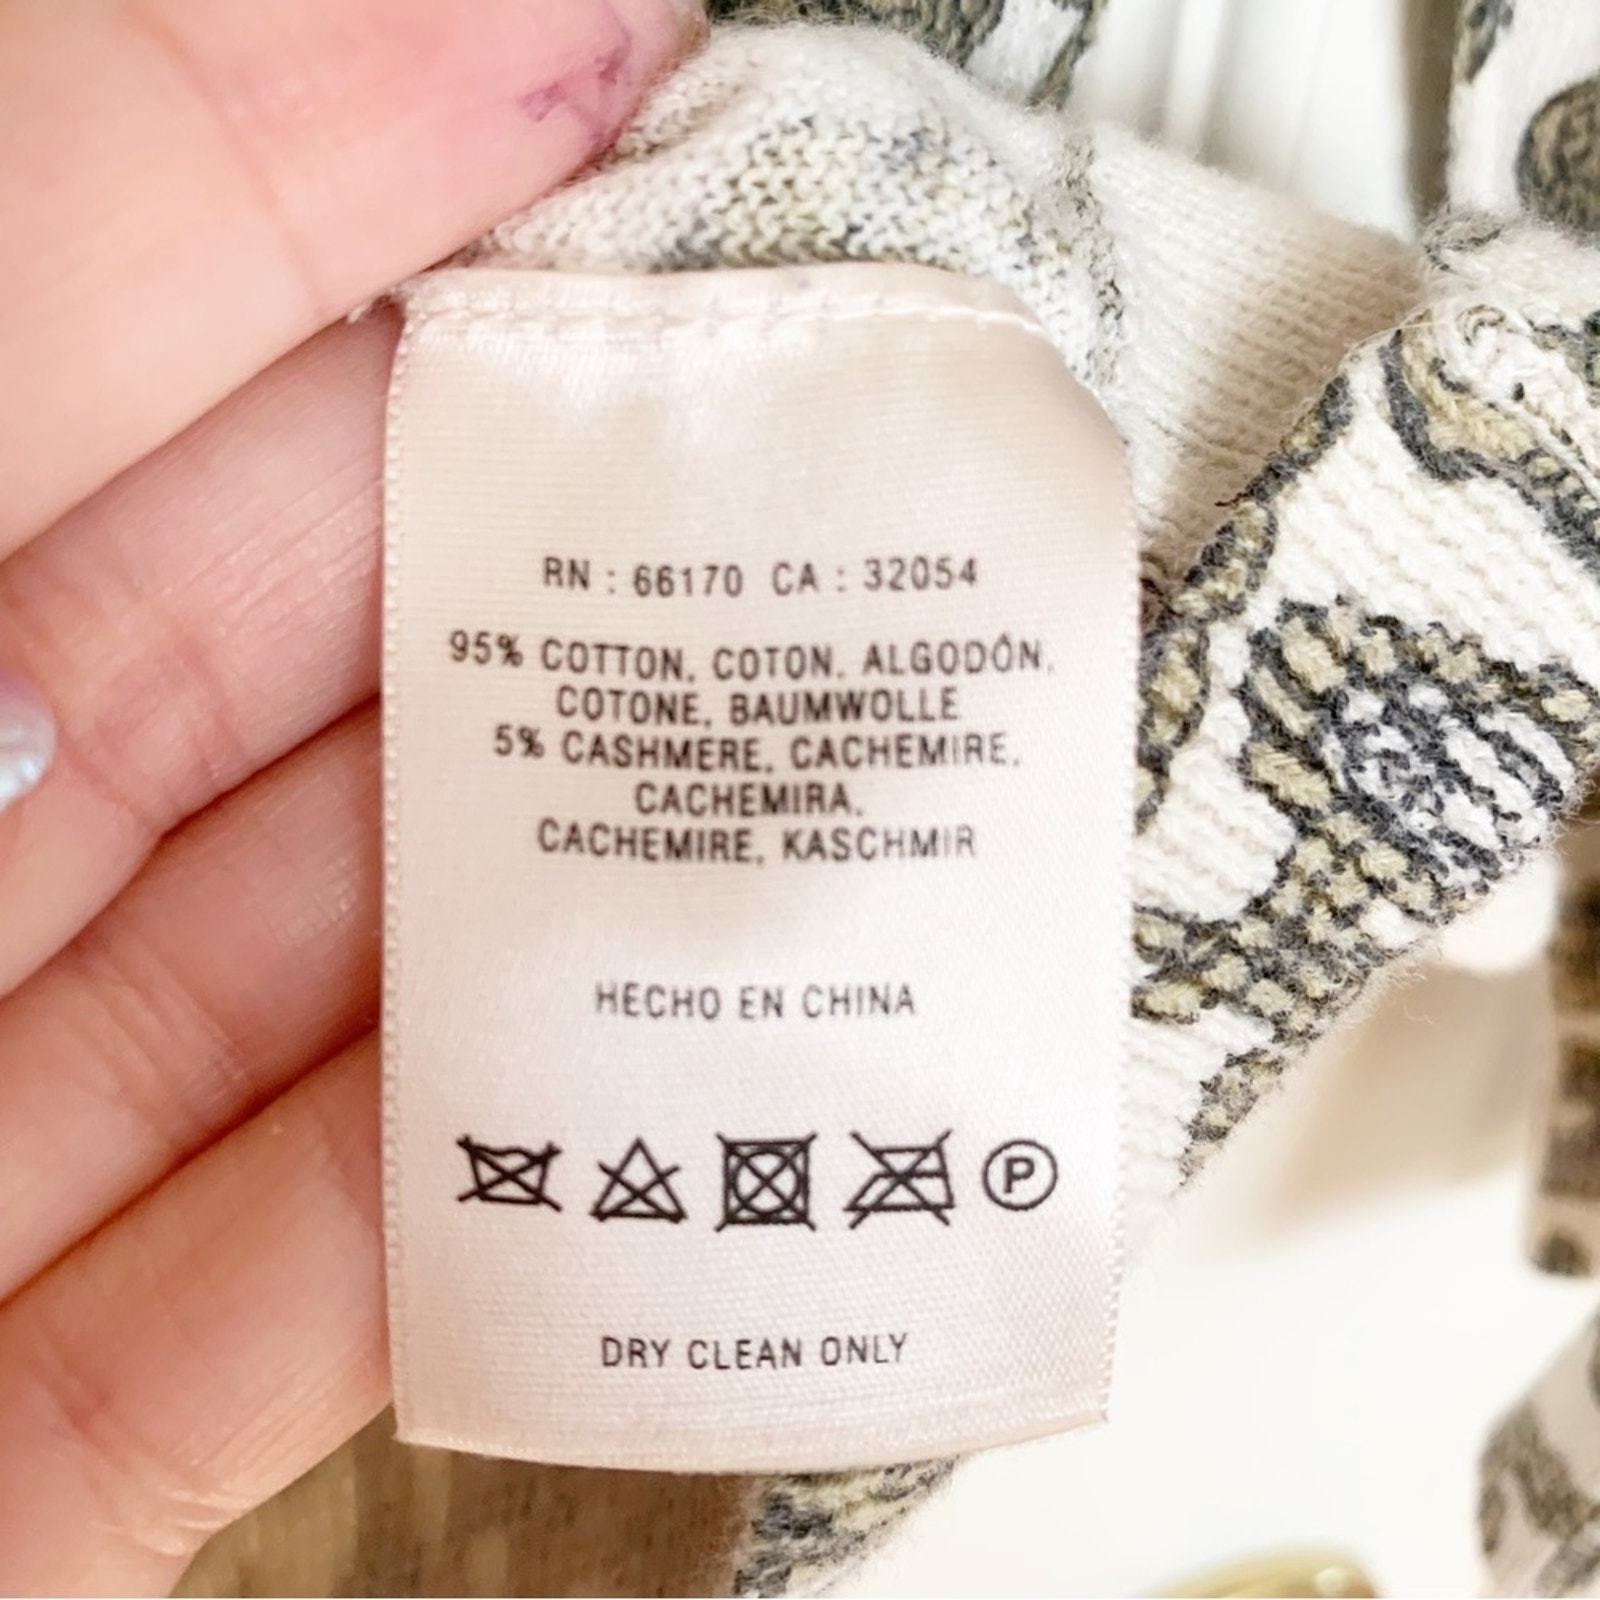 RN : 66170 CA : 32054
95% COTTON, COTON, ALGODÓN,
COTONE, BAUMWOLLE
5% CASHMERE, CACHEMIRE,
CACHEMIRA,
CACHEMIRE, KASCHMIR
HECHO EN CHINA
P
DRY CLEAN ONLY